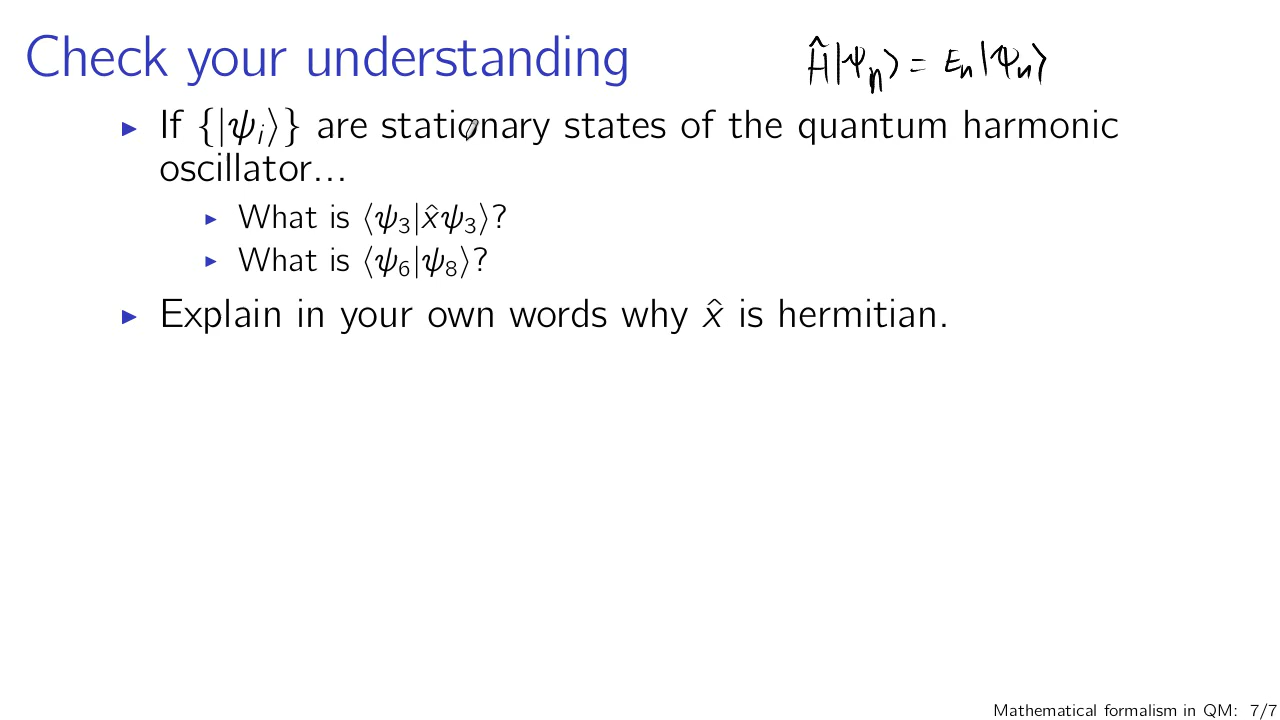 Check your understanding
Ĥ|Ψₙ⟩ = Eₙ|Ψₙ⟩
▶ If {|ψᵢ⟩} are stationary states of the quantum harmonic
oscillator...
▶ What is ⟨ψ₃|x̂ψ₃⟩?
▶ What is ⟨ψ₆|ψ₈⟩?
▶ Explain in your own words why x̂ is hermitian.
Mathematical formalism in QM: 7/7